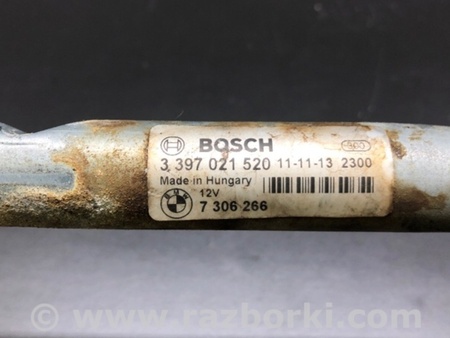 BOSCH
3 397 021 520 11-11-13 2300
Made in Hungary
12V
7 306 266
www.razborki.com